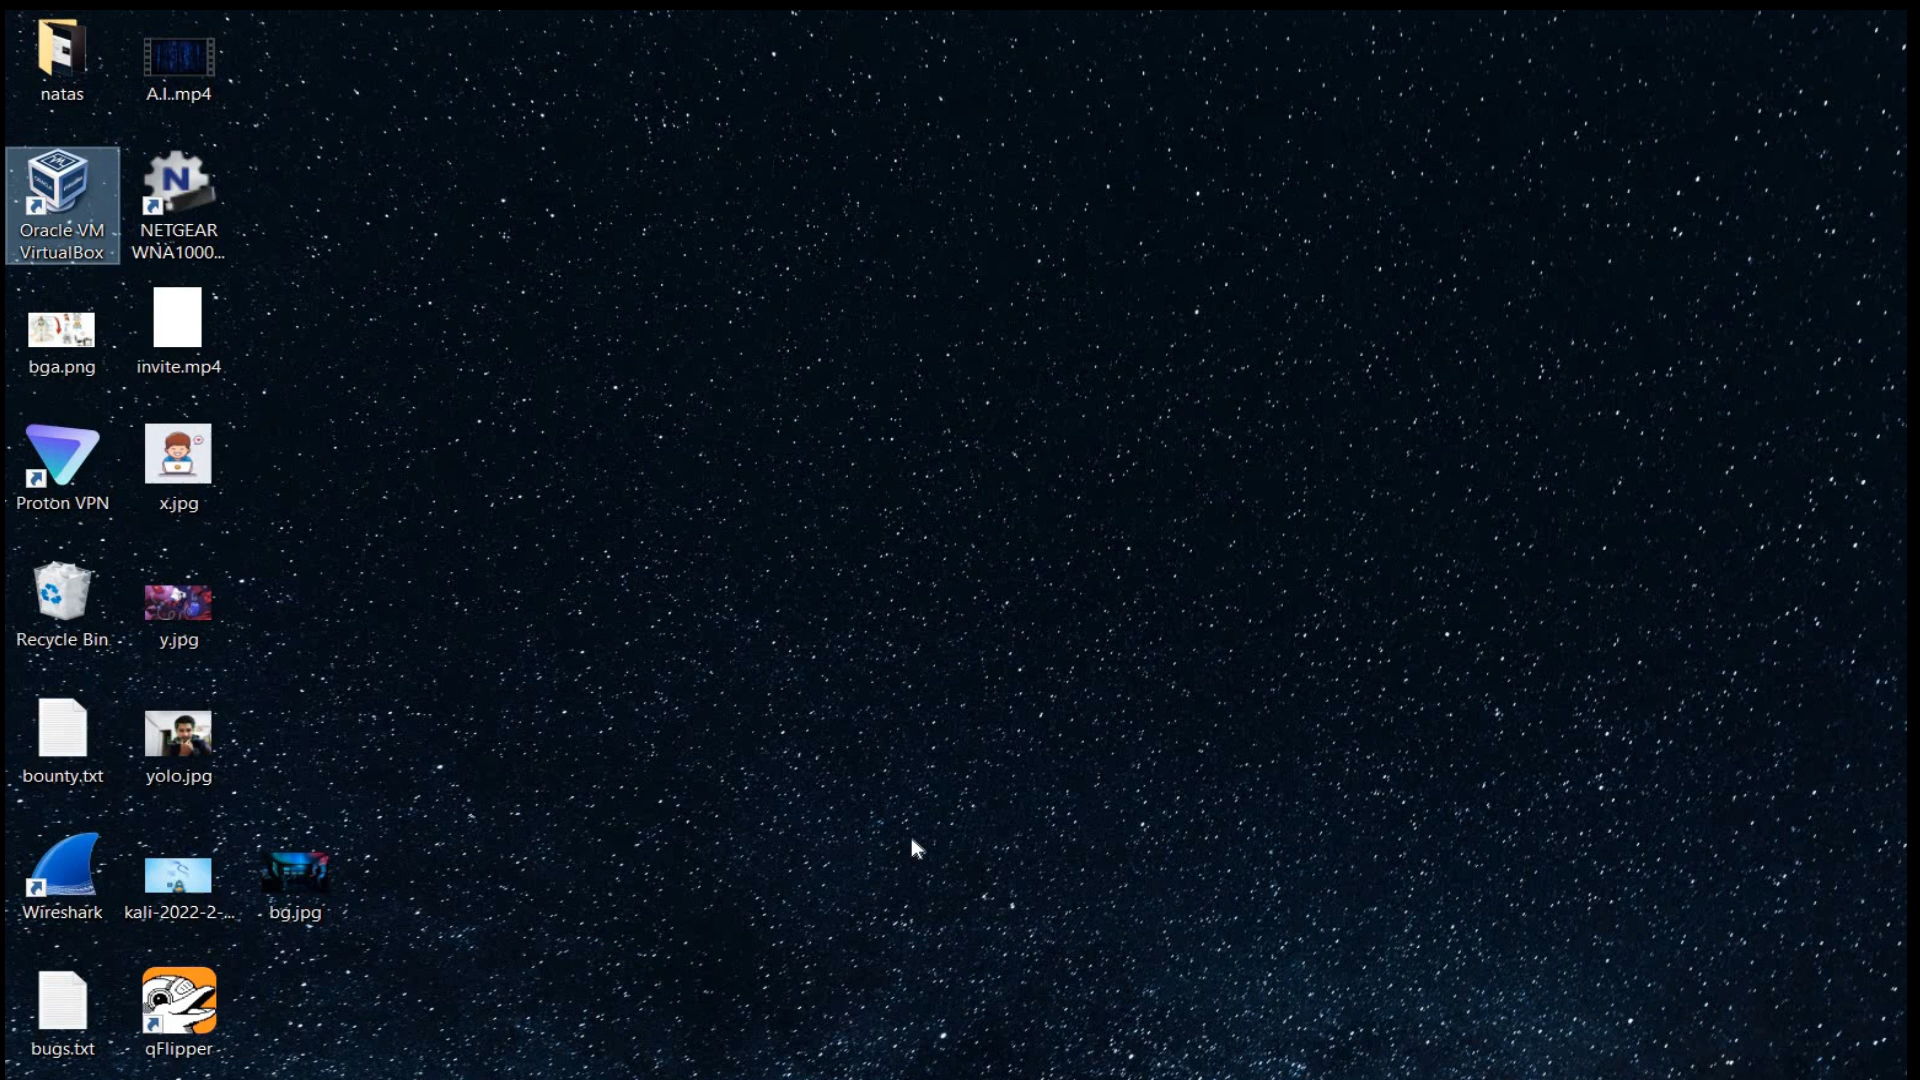 natas
A.I..mp4
Oracle VM
VirtualBox
NETGEAR
WNA1000...
bga.png
invite.mp4
Proton VPN
x.jpg
Recycle Bin
y.jpg
bounty.txt
yolo.jpg
Wireshark
kali-2022-2-...
bg.jpg
bugs.txt
qFlipper